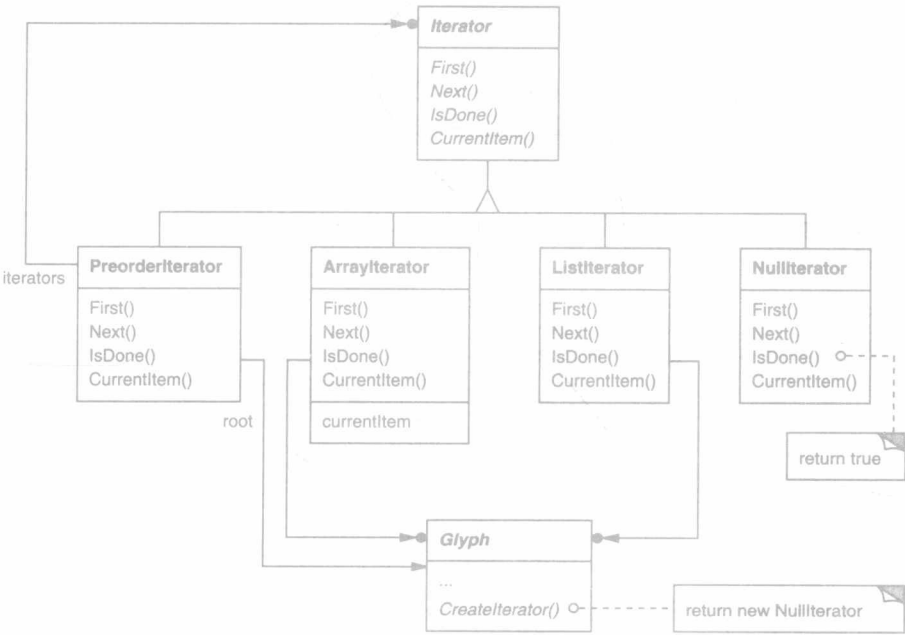 Iterator
First()
Next()
IsDone()
CurrentItem()
iterators
PreorderIterator
First()
Next()
IsDone()
CurrentItem()
root
ArrayIterator
First()
Next()
IsDone()
CurrentItem()
currentItem
ListIterator
First()
Next()
IsDone()
CurrentItem()
NullIterator
First()
Next()
IsDone()
CurrentItem()
return true
Glyph
...
CreateIterator()
return new NullIterator